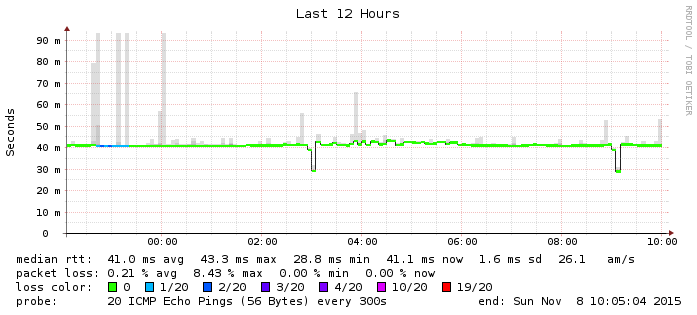 Last 12 Hours
RRDTOOL / TOBI OETIKER
Seconds
90 m
80 m
70 m
60 m
50 m
40 m
30 m
20 m
10 m
0
00:00 02:00 04:00 06:00 08:00 10:00
median rtt: 41.0 ms avg 43.3 ms max 28.8 ms min 41.1 ms now 1.6 ms sd 26.1 am/s
packet loss: 0.21 % avg 8.43 % max 0.00 % min 0.00 % now
loss color: 0 1/20 2/20 3/20 4/20 10/20 19/20
probe: 20 ICMP Echo Pings (56 Bytes) every 300s end: Sun Nov 8 10:05:04 2015